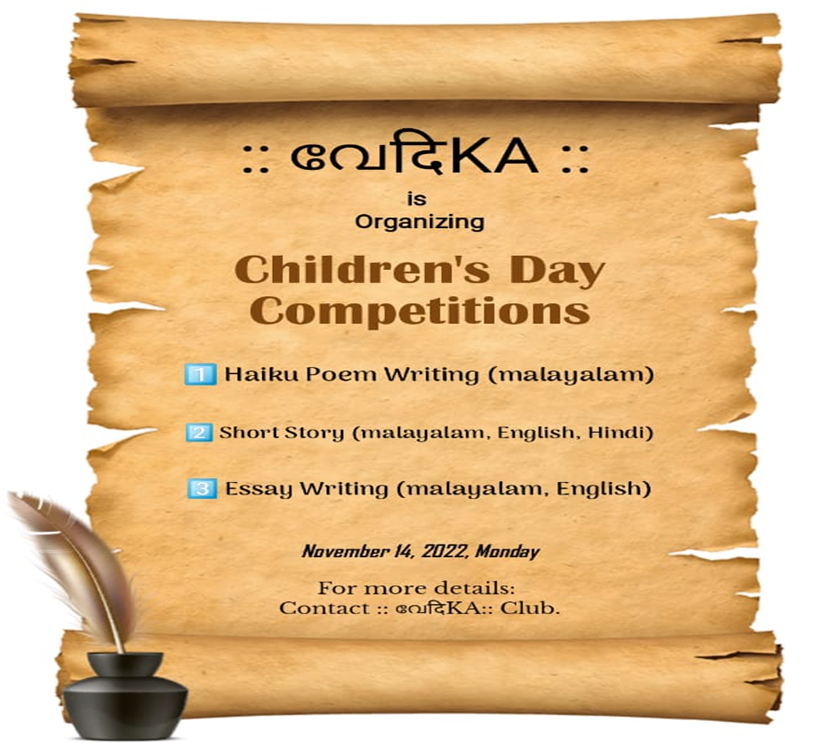 :: വേദിKA ::
is
Organizing
Children's Day
Competitions
1️⃣ Haiku Poem Writing (malayalam)
2️⃣ Short Story (malayalam, English, Hindi)
3️⃣ Essay Writing (malayalam, English)
November 14, 2022, Monday
For more details:
Contact :: വേദിKA:: Club.